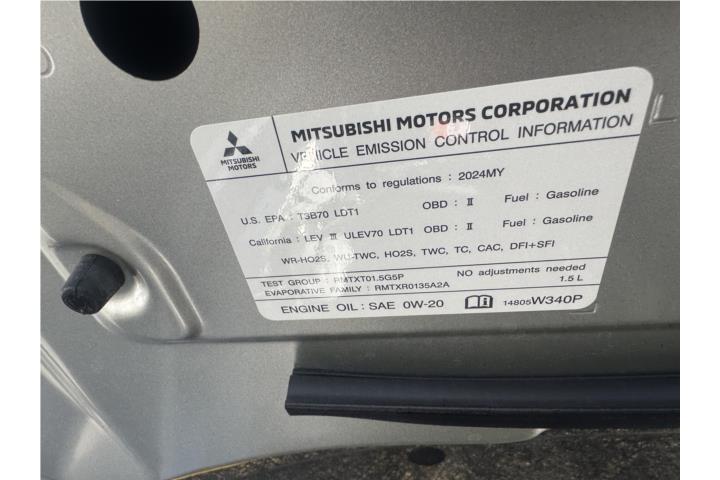 MITSUBISHI MOTORS CORPORATION
VEHICLE EMISSION CONTROL INFORMATION
MITSUBISHI
MOTORS
Conforms to regulations : 2024MY
U.S. EPA : T3B70 LDT1 OBD : Ⅱ Fuel : Gasoline
California : LEV Ⅲ ULEV70 LDT1 OBD : Ⅱ Fuel : Gasoline
WR-HO2S, WU-TWC, HO2S, TWC, TC, CAC, DFI+SFI
TEST GROUP : RMTXT01.5G5P No adjustments needed
EVAPORATIVE FAMILY : RMTXR0135A2A 1.5 L
ENGINE OIL : SAE 0W-20 14805W340P